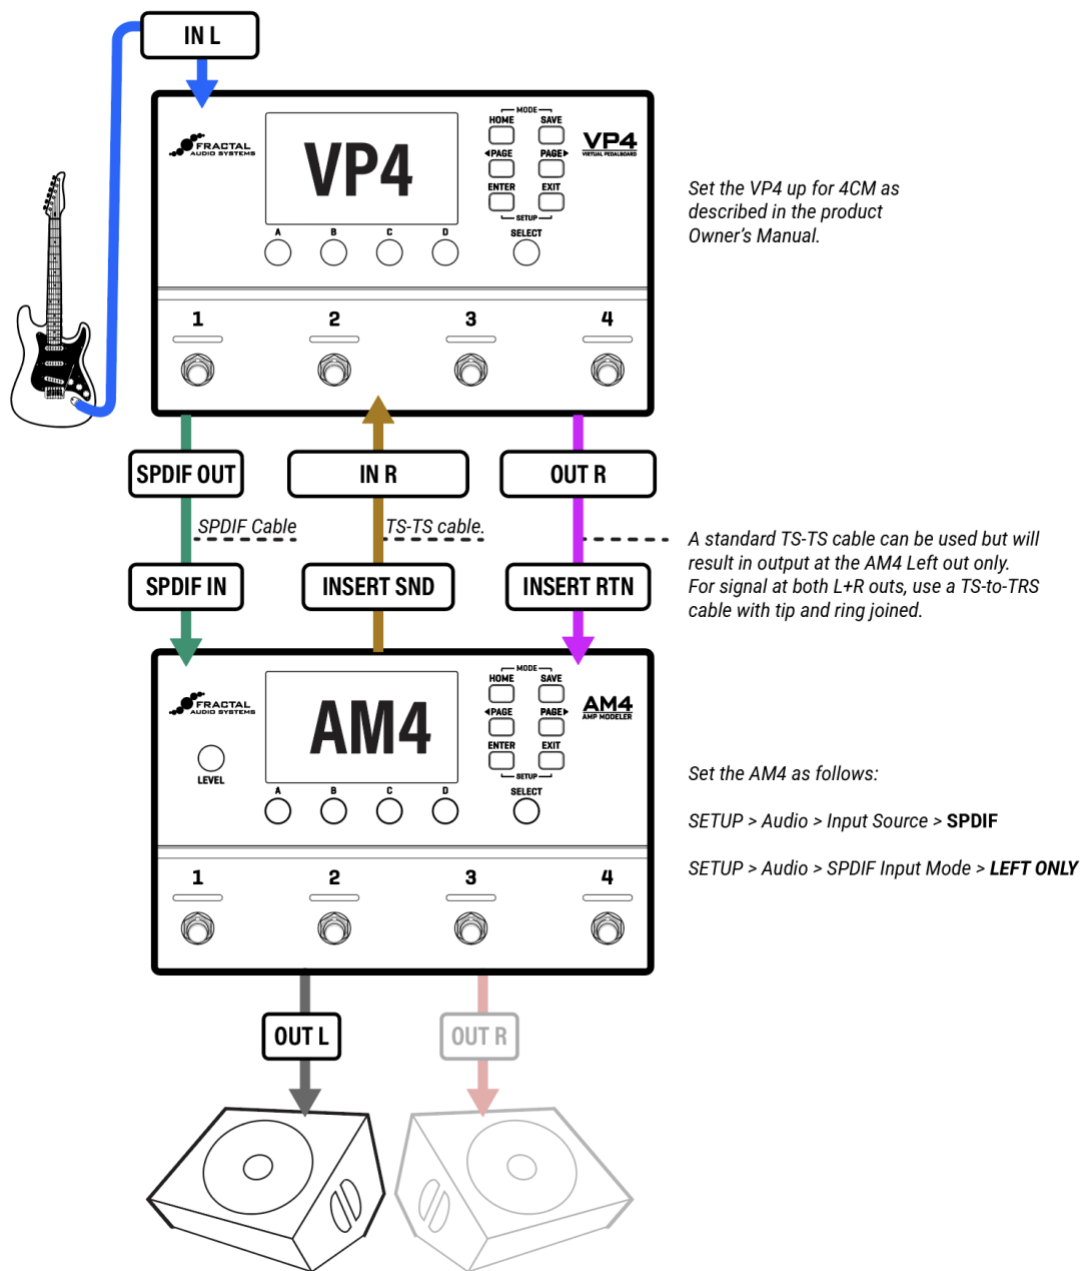 IN L
FRACTAL
AUDIO SYSTEMS
VP4
MODE
HOME
SAVE
◄PAGE
PAGE►
ENTER
EXIT
SETUP
SELECT
VP4
VIRTUAL PEDALBOARD
A
B
C
D
1
2
3
4
Set the VP4 up for 4CM as
described in the product
Owner's Manual.
SPDIF OUT
IN R
OUT R
SPDIF Cable
TS-TS cable.
SPDIF IN
INSERT SND
INSERT RTN
A standard TS-TS cable can be used but will
result in output at the AM4 Left out only.
For signal at both L+R outs, use a TS-to-TRS
cable with tip and ring joined.
FRACTAL
AUDIO SYSTEMS
LEVEL
AM4
MODE
HOME
SAVE
◄PAGE
PAGE►
ENTER
EXIT
SETUP
SELECT
AM4
AMP MODELER
A
B
C
D
1
2
3
4
Set the AM4 as follows:
SETUP > Audio > Input Source > SPDIF
SETUP > Audio > SPDIF Input Mode > LEFT ONLY
OUT L
OUT R